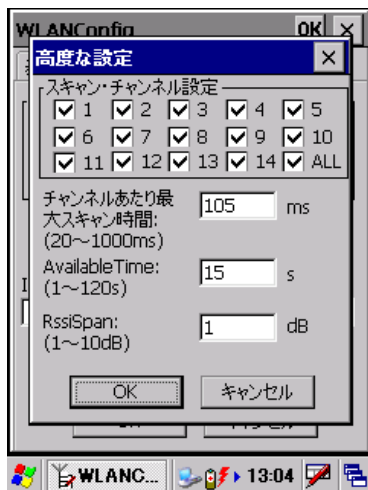 WLANConfig OK ×
高度な設定 ×
スキャン・チャンネル設定
1 2 3 4 5
6 7 8 9 10
11 12 13 14 ALL
チャンネルあたり最
大スキャン時間:
(20～1000ms)
105 ms
AvailableTime:
(1～120s)
15 s
RssiSpan:
(1～10dB)
1 dB
OK キャンセル
WLANC... 13:04